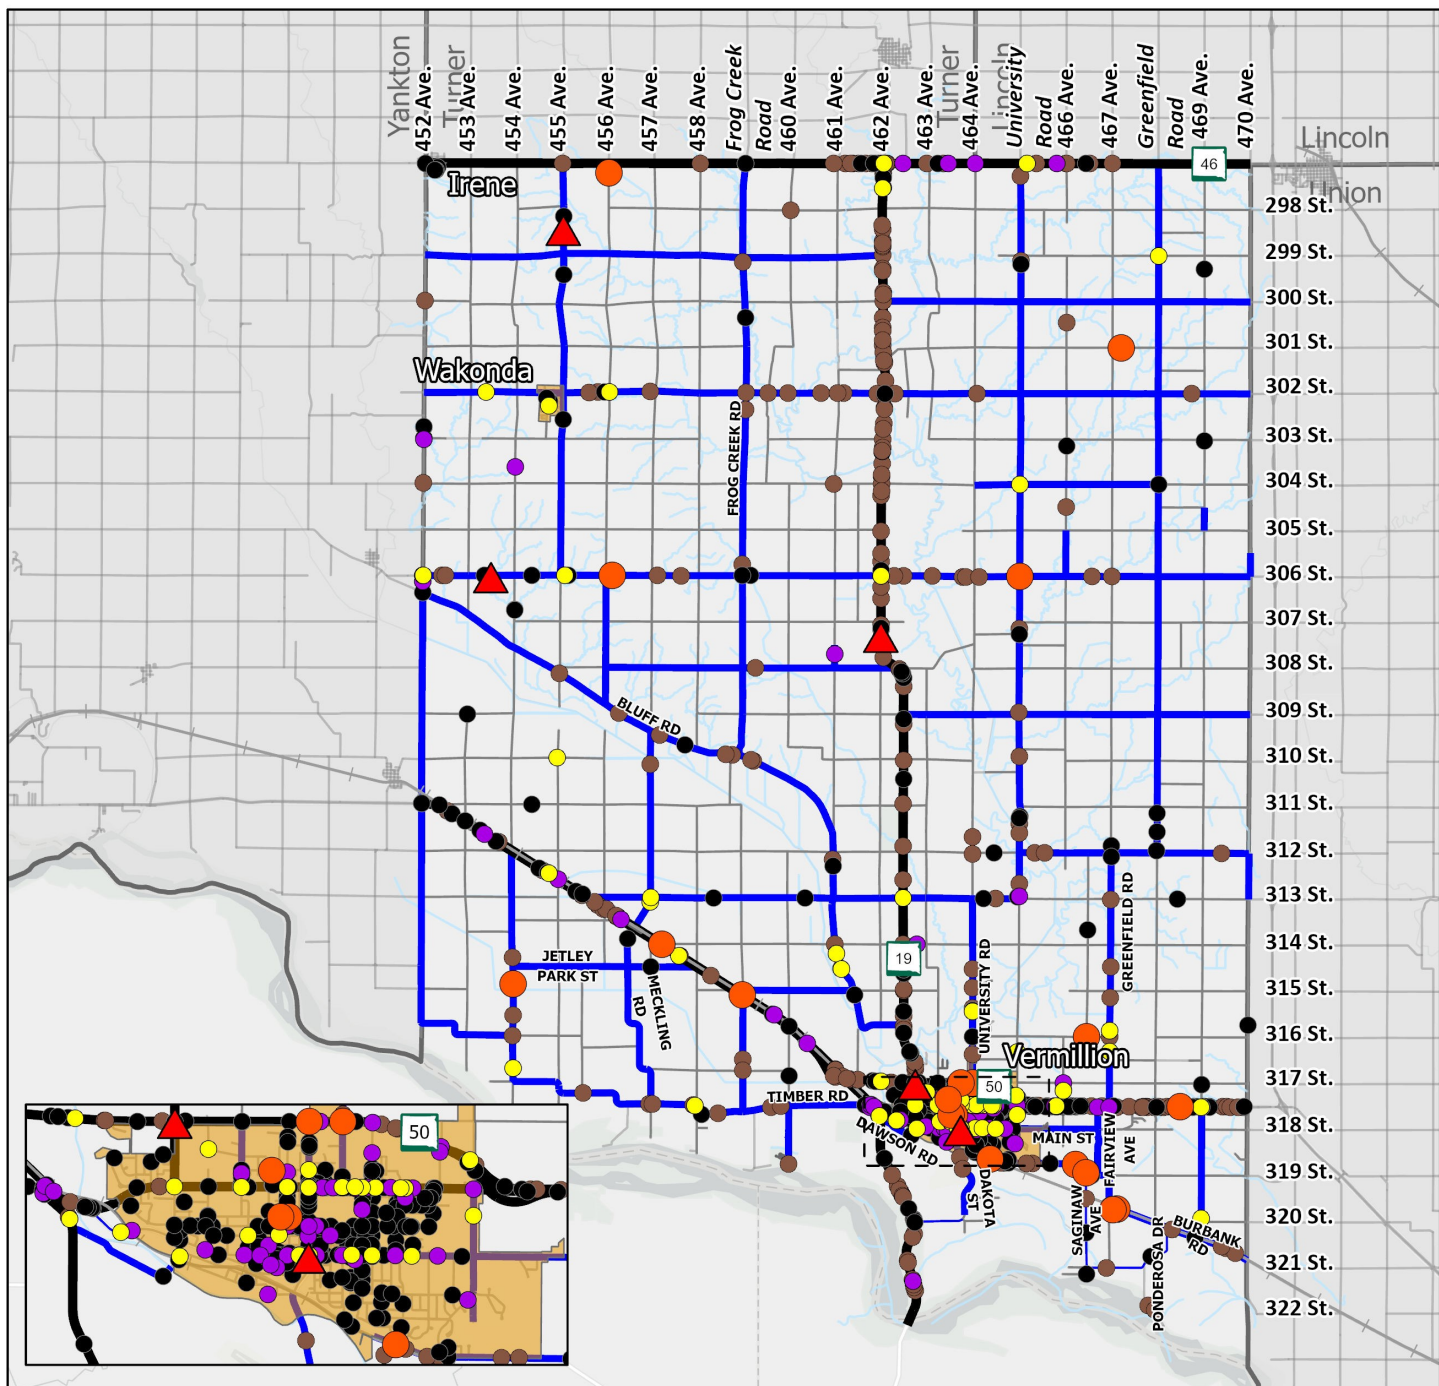 Yankton
Turner
452 Ave.
453 Ave.
454 Ave.
455 Ave.
456 Ave.
457 Ave.
458 Ave.
Frog Creek
Road
460 Ave.
461 Ave.
462 Ave.
463 Ave.
Turner
Lincoln
464 Ave.
University
Road
466 Ave.
467 Ave.
Greenfield
Road
469 Ave.
470 Ave.
Lincoln
Union
46
Irene
298 St.
299 St.
300 St.
301 St.
Wakonda
302 St.
FROG CREEK RD
303 St.
304 St.
305 St.
306 St.
307 St.
308 St.
BLUFF RD
309 St.
310 St.
311 St.
312 St.
313 St.
GREENFIELD RD
314 St.
19
JETLEY
PARK ST
MECKLING
RD
UNIVERSITY RD
315 St.
316 St.
Vermillion
317 St.
50
TIMBER RD
318 St.
DAWSON RD
MAIN ST
FAIRVIEW
AVE
50
319 St.
DAKOTA
ST
SAGINAW
AVE
320 St.
BURBANK
RD
PONDEROSA DR
321 St.
322 St.